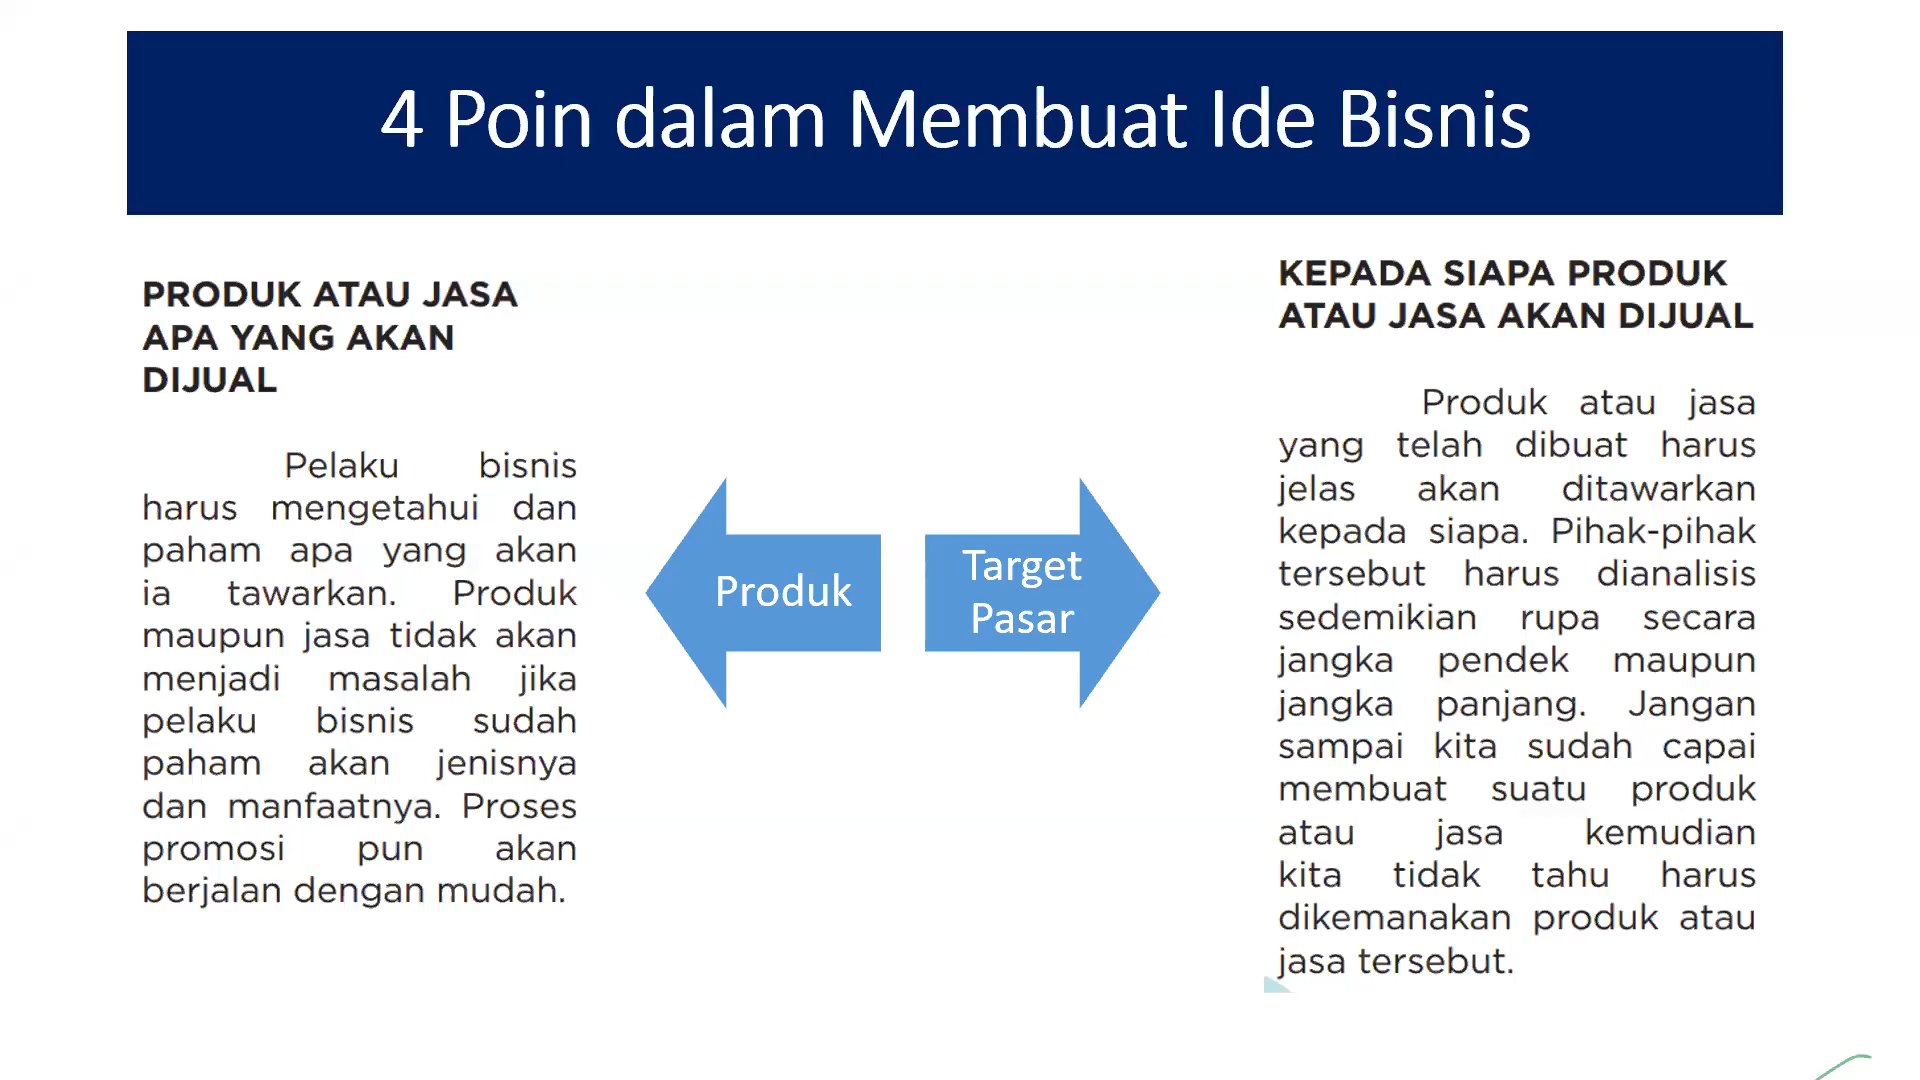 4 Poin dalam Membuat Ide Bisnis
PRODUK ATAU JASA
APA YANG AKAN
DIJUAL
Pelaku bisnis
harus mengetahui dan
paham apa yang akan
ia tawarkan. Produk
maupun jasa tidak akan
menjadi masalah jika
pelaku bisnis sudah
paham akan jenisnya
dan manfaatnya. Proses
promosi pun akan
berjalan dengan mudah.
Produk
Target
Pasar
KEPADA SIAPA PRODUK
ATAU JASA AKAN DIJUAL
Produk atau jasa
yang telah dibuat harus
jelas akan ditawarkan
kepada siapa. Pihak-pihak
tersebut harus dianalisis
sedemikian rupa secara
jangka pendek maupun
jangka panjang. Jangan
sampai kita sudah capai
membuat suatu produk
atau jasa kemudian
kita tidak tahu harus
dikemanakan produk atau
jasa tersebut.